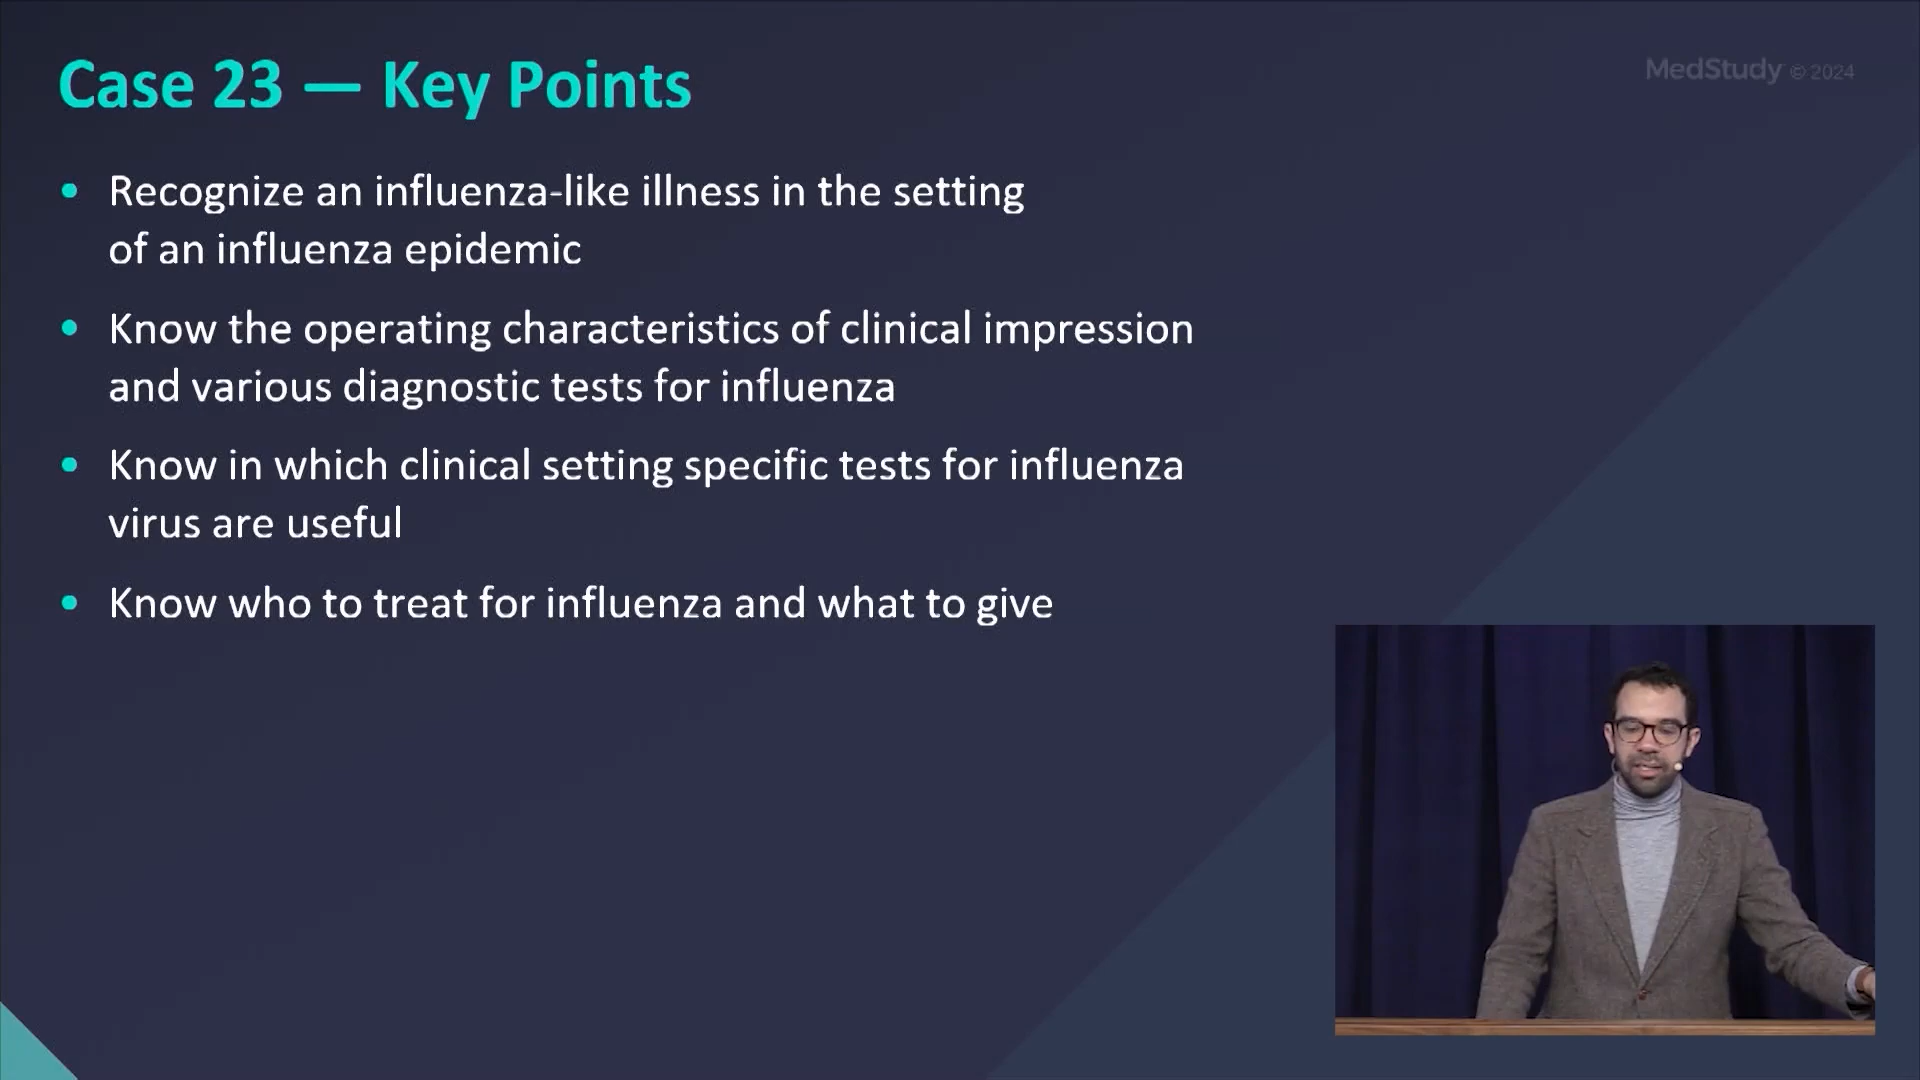 Case 23 — Key Points
MedStudy © 2024
• Recognize an influenza-like illness in the setting
of an influenza epidemic
• Know the operating characteristics of clinical impression
and various diagnostic tests for influenza
• Know in which clinical setting specific tests for influenza
virus are useful
• Know who to treat for influenza and what to give